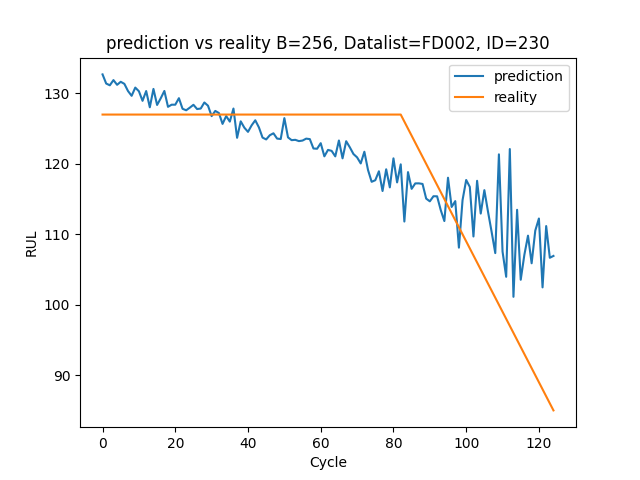 prediction vs reality B=256, Datalist=FD002, ID=230
prediction
reality
130
120
110
100
90
RUL
0 20 40 60 80 100 120
Cycle